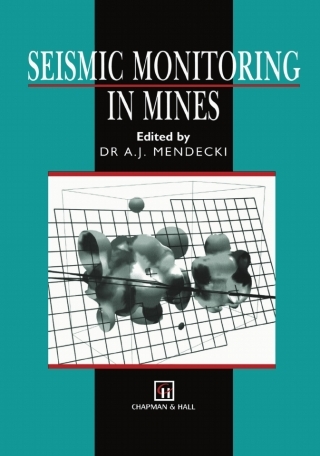 SEISMIC MONITORING
IN MINES
Edited by
DR A.J. MENDECKI
CHAPMAN & HALL